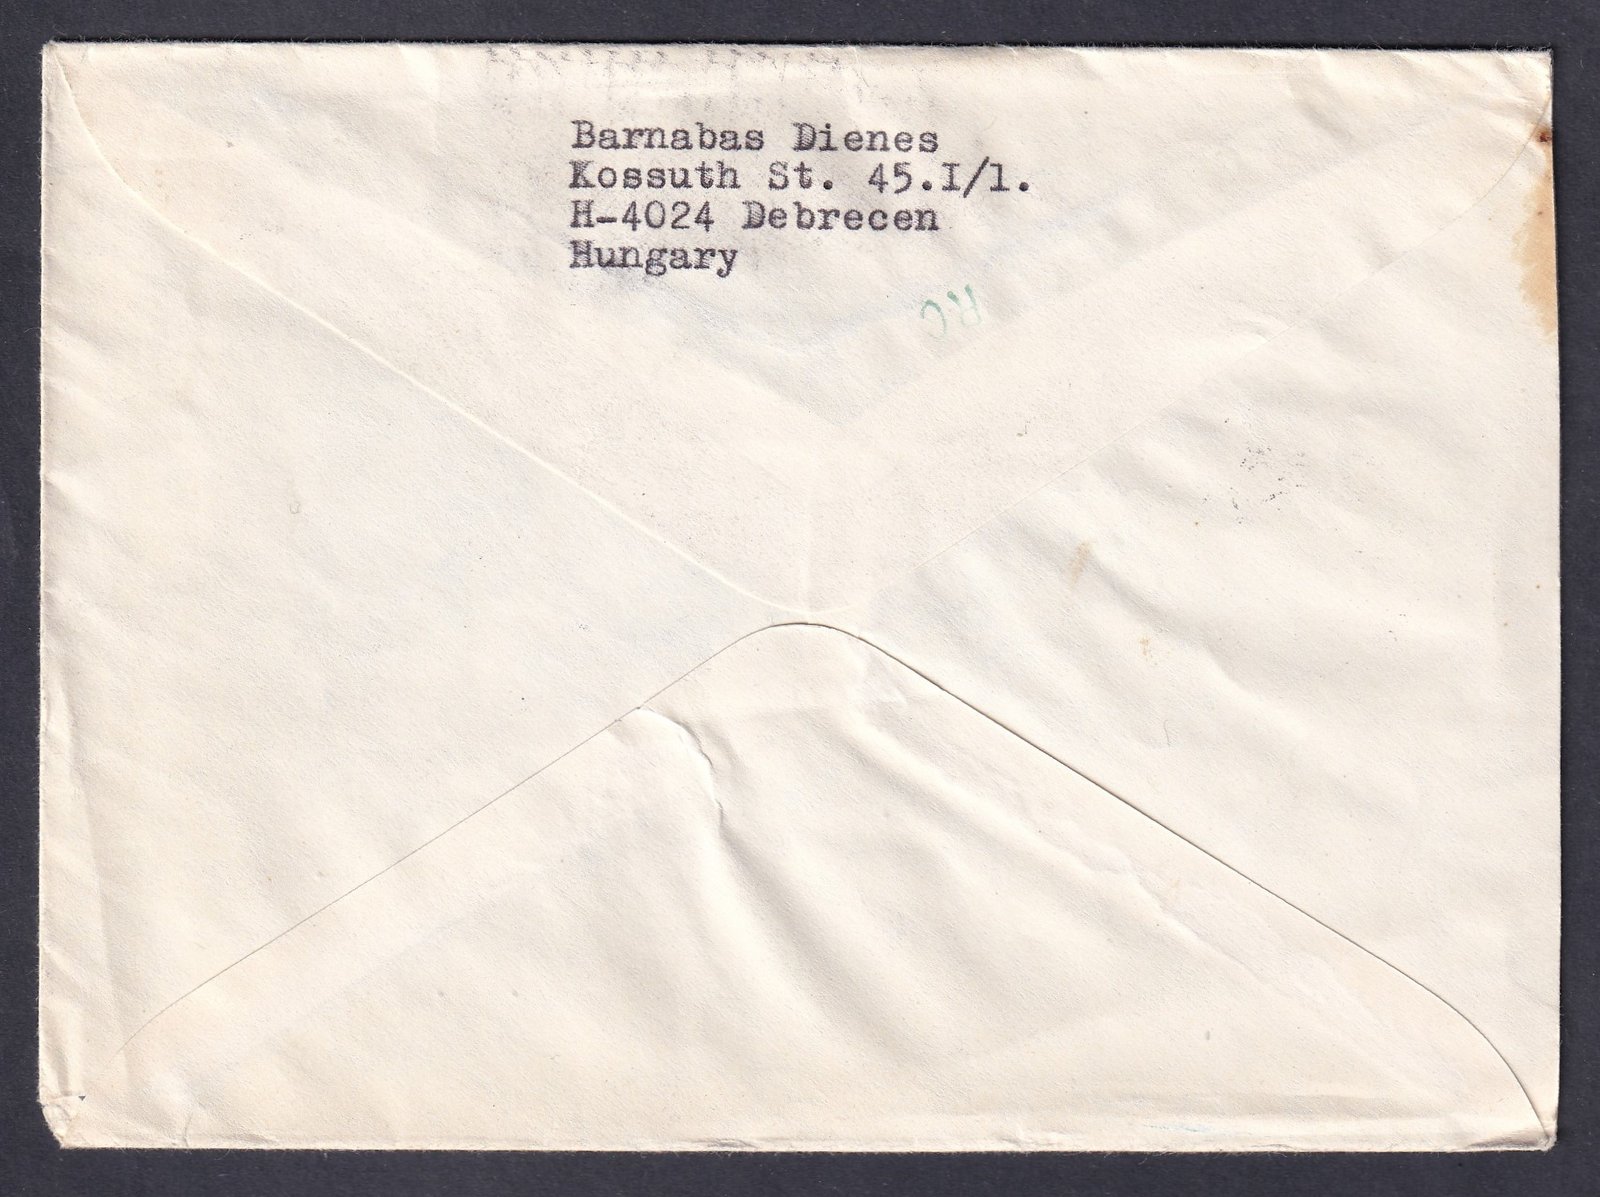 Barnabas Dienes
Kossuth St. 45.I/1.
H-4024 Debrecen
Hungary